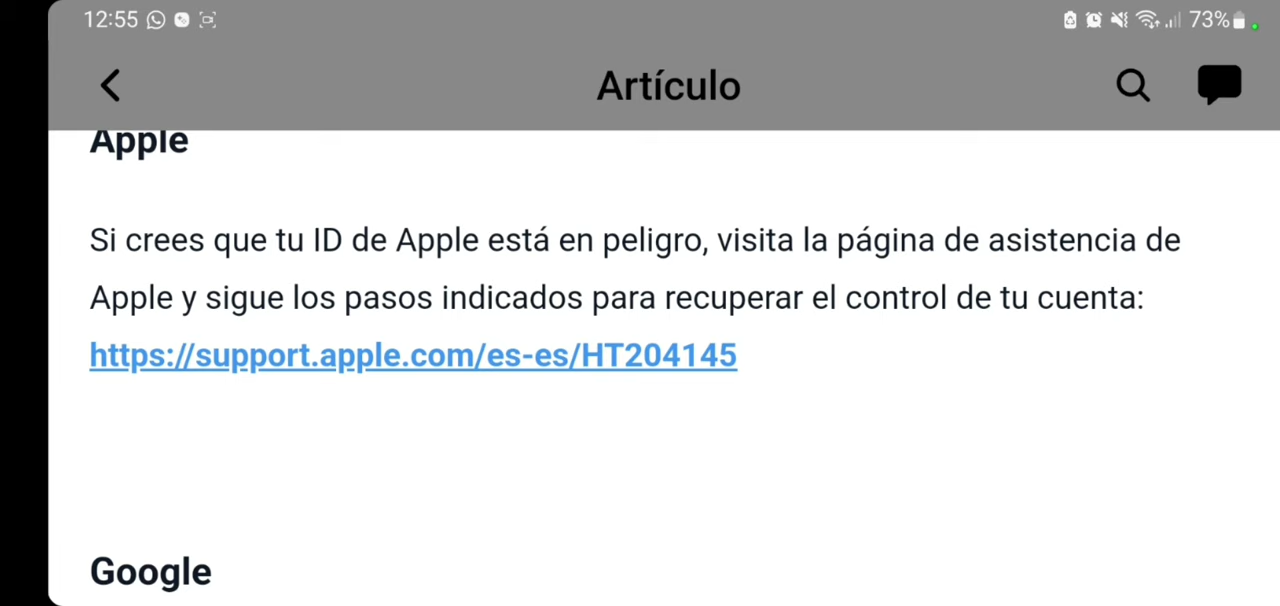 12:55
73%
Artículo
Apple
Si crees que tu ID de Apple está en peligro, visita la página de asistencia de
Apple y sigue los pasos indicados para recuperar el control de tu cuenta:
https://support.apple.com/es-es/HT204145
Google